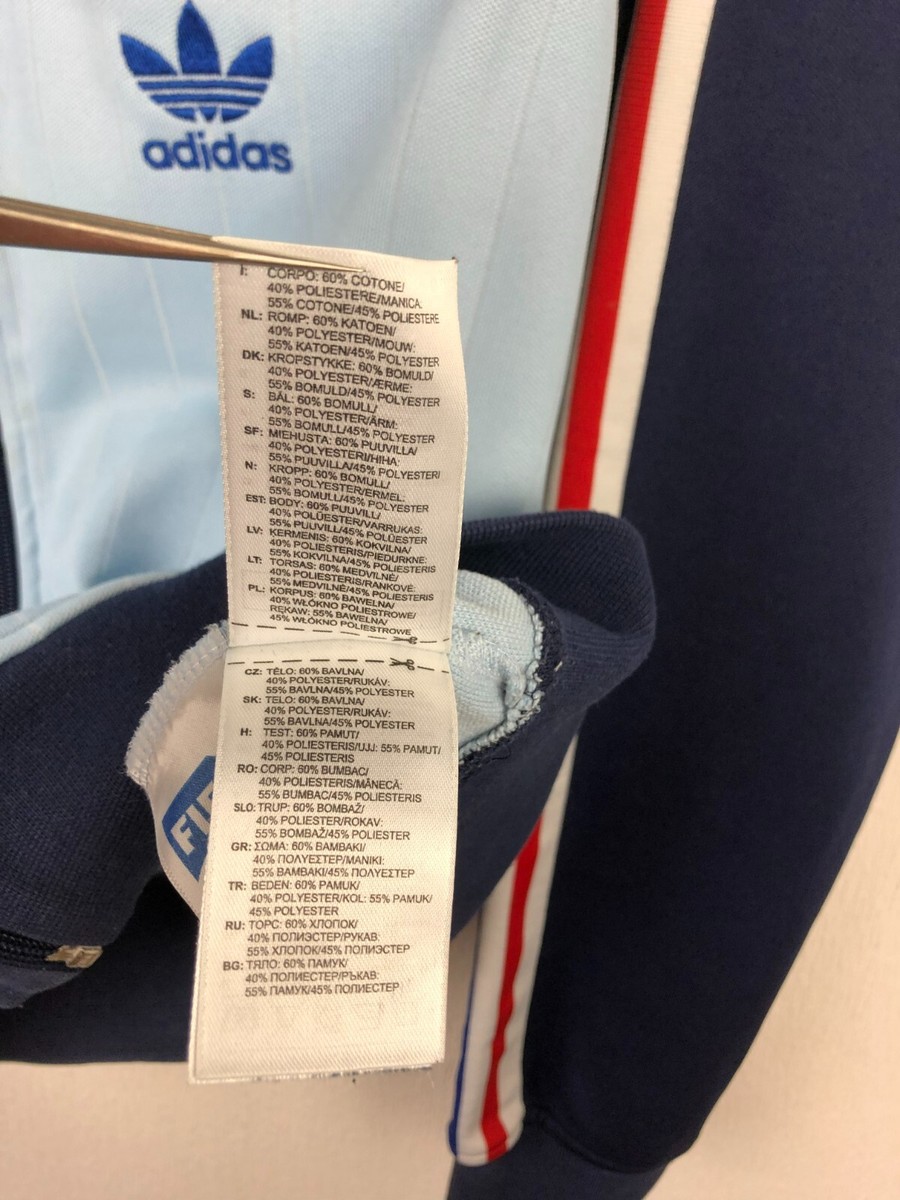 adidas
I: CORPO: 60% COTONE/
40% POLIESTERE/MANICA:
55% COTONE/45% POLIESTERE
NL: ROMP: 60% KATOEN/
40% POLYESTER/MOUW:
55% KATOEN/45% POLYESTER
DK: KROPSTYKKE: 60% BOMULD/
40% POLYESTER/ÆRME:
55% BOMULD/45% POLYESTER
S: BÅL: 60% BOMULL/
40% POLYESTER/ÄRM:
55% BOMULL/45% POLYESTER
SF: MIEHUSTA: 60% PUUVILLA/
40% POLYESTERI/HIHA:
55% PUUVILLA/45% POLYESTERI
N: KROPP: 60% BOMULL/
40% POLYESTER/ERMEL:
55% BOMULL/45% POLYESTER
EST: BODY: 60% PUUVILL/
40% POLÜESTER/VARRUKAS:
55% PUUVILL/45% POLÜESTER
LV: ĶERMENIS: 60% KOKVILNA/
40% POLIESTERIS/PIEDURKNE:
55% KOKVILNA/45% POLIESTERIS
LT: TORSAS: 60% MEDVILNĖ/
40% POLIESTERIS/RANKOVĖ:
55% MEDVILNĖ/45% POLIESTERIS
PL: KORPUS: 60% BAWEŁNA/
40% WŁÓKNO POLIESTROWE/
RĘKAW: 55% BAWEŁNA/
45% WŁÓKNO POLIESTROWE
CZ: TĚLO: 60% BAVLNA/
40% POLYESTER/RUKÁV:
55% BAVLNA/45% POLYESTER
SK: TELO: 60% BAVLNA/
40% POLYESTER/RUKÁV:
55% BAVLNA/45% POLYESTER
H: TEST: 60% PAMUT/
40% POLIESTERIS/UJJ: 55% PAMUT/
45% POLIESTERIS
RO: CORP: 60% BUMBAC/
40% POLIESTERIS/MÂNECĂ:
55% BUMBAC/45% POLIESTERIS
SLO: TRUP: 60% BOMBAŽ/
40% POLYESTER/ROKAV:
55% BOMBAŽ/45% POLIESTER
GR: ΣΩΜΑ: 60% ΒΑΜΒΑΚΙ/
40% ΠΟΛΥΕΣΤΕΡ/ΜΑΝΙΚΙ:
55% ΒΑΜΒΑΚΙ/45% ΠΟΛΥΕΣΤΕΡ
TR: BEDEN: 60% PAMUK/
40% POLYESTER/KOL: 55% PAMUK/
45% POLYESTER
RU: ТОРС: 60% ХЛОПОК/
40% ПОЛИЭСТЕР/РУКАВ:
55% ХЛОПОК/45% ПОЛИЭСТЕР
BG: ТЯЛО: 60% ПАМУК/
40% ПОЛИЕСТЕР/РЪКАВ:
55% ПАМУК/45% ПОЛИЕСТЕР